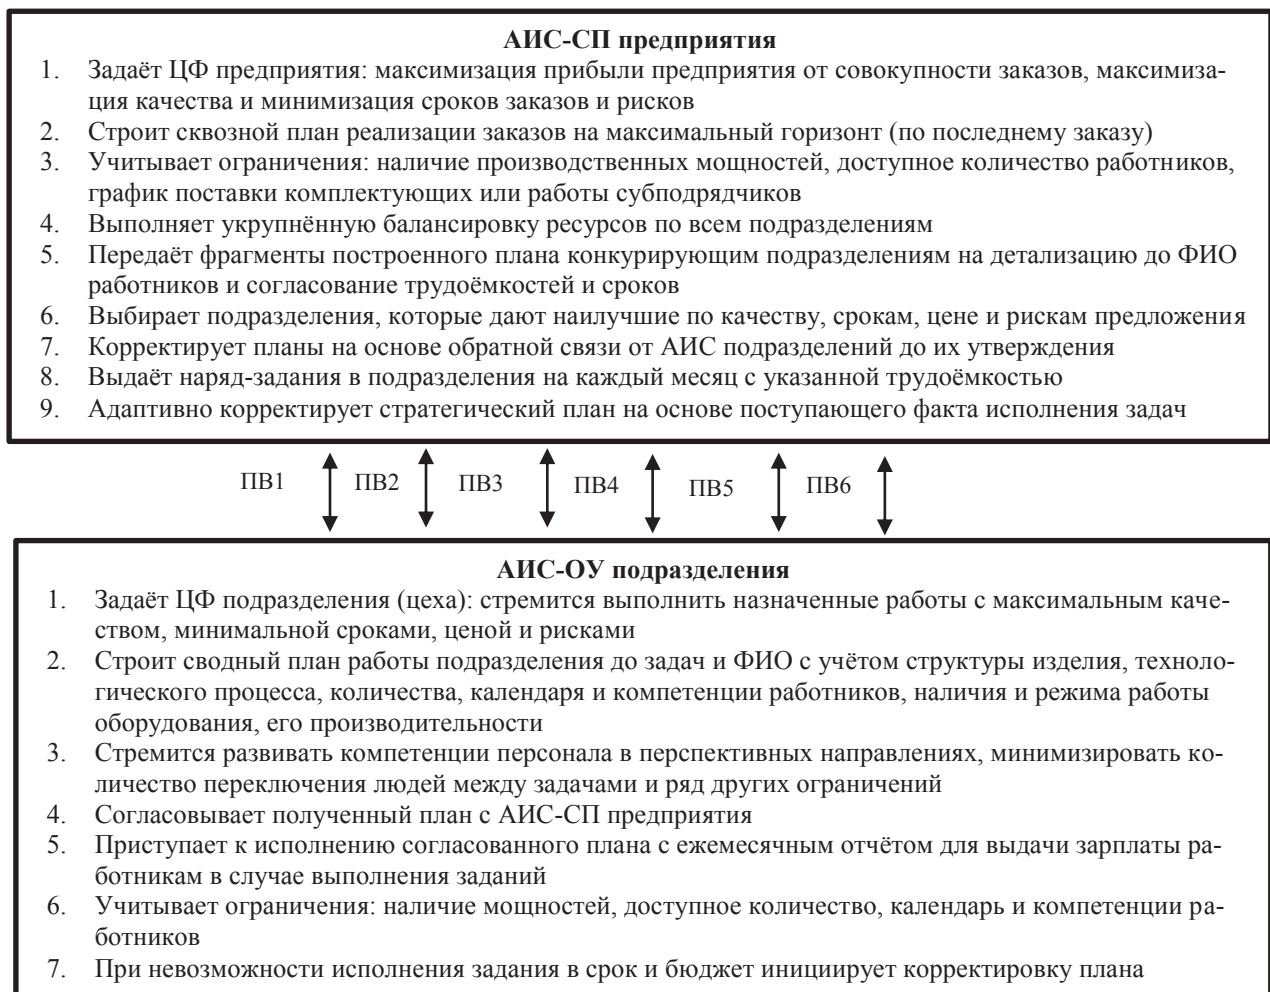 АИС-СП предприятия
1. Задаёт ЦФ предприятия: максимизация прибыли предприятия от совокупности заказов, максимиза-
ция качества и минимизация сроков заказов и рисков
2. Строит сквозной план реализации заказов на максимальный горизонт (по последнему заказу)
3. Учитывает ограничения: наличие производственных мощностей, доступное количество работников,
график поставки комплектующих или работы субподрядчиков
4. Выполняет укрупнённую балансировку ресурсов по всем подразделениям
5. Передаёт фрагменты построенного плана конкурирующим подразделениям на детализацию до ФИО
работников и согласование трудоёмкостей и сроков
6. Выбирает подразделения, которые дают наилучшие по качеству, срокам, цене и рискам предложения
7. Корректирует планы на основе обратной связи от АИС подразделений до их утверждения
8. Выдаёт наряд-задания в подразделения на каждый месяц с указанной трудоёмкостью
9. Адаптивно корректирует стратегический план на основе поступающего факта исполнения задач
ПВ1 ПВ2 ПВ3 ПВ4 ПВ5 ПВ6
АИС-ОУ подразделения
1. Задаёт ЦФ подразделения (цеха): стремится выполнить назначенные работы с максимальным каче-
ством, минимальной сроками, ценой и рисками
2. Строит сводный план работы подразделения до задач и ФИО с учётом структуры изделия, техноло-
гического процесса, количества, календаря и компетенции работников, наличия и режима работы
оборудования, его производительности
3. Стремится развивать компетенции персонала в перспективных направлениях, минимизировать ко-
личество переключения людей между задачами и ряд других ограничений
4. Согласовывает полученный план с АИС-СП предприятия
5. Приступает к исполнению согласованного плана с ежемесячным отчётом для выдачи зарплаты ра-
ботникам в случае выполнения заданий
6. Учитывает ограничения: наличие мощностей, доступное количество, календарь и компетенции ра-
ботников
7. При невозможности исполнения задания в срок и бюджет инициирует корректировку плана